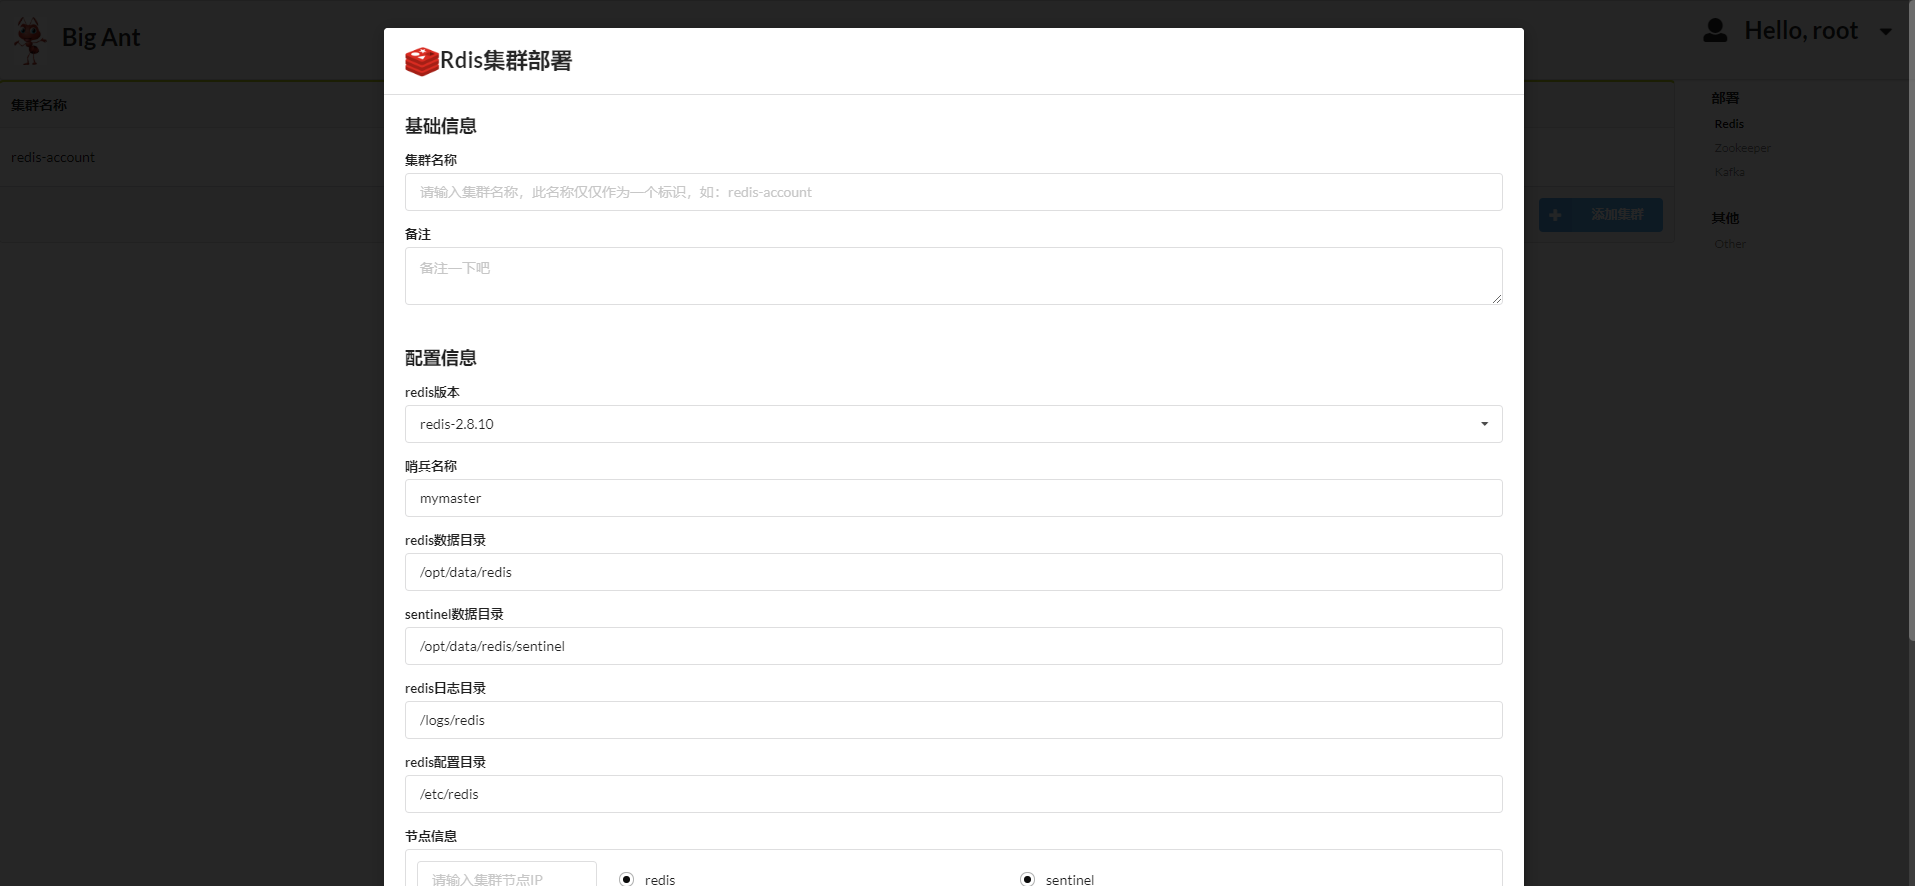 Big Ant
Hello, root
集群名称
redis-account
部署
Redis
Zookeeper
Kafka
添加集群
其他
Other
Rdis集群部署
基础信息
集群名称
请输入集群名称，此名称仅仅作为一个标识，如：redis-account
备注
备注一下吧
配置信息
redis版本
redis-2.8.10
哨兵名称
mymaster
redis数据目录
/opt/data/redis
sentinel数据目录
/opt/data/redis/sentinel
redis日志目录
/logs/redis
redis配置目录
/etc/redis
节点信息
请输入集群节点IP
redis
sentinel